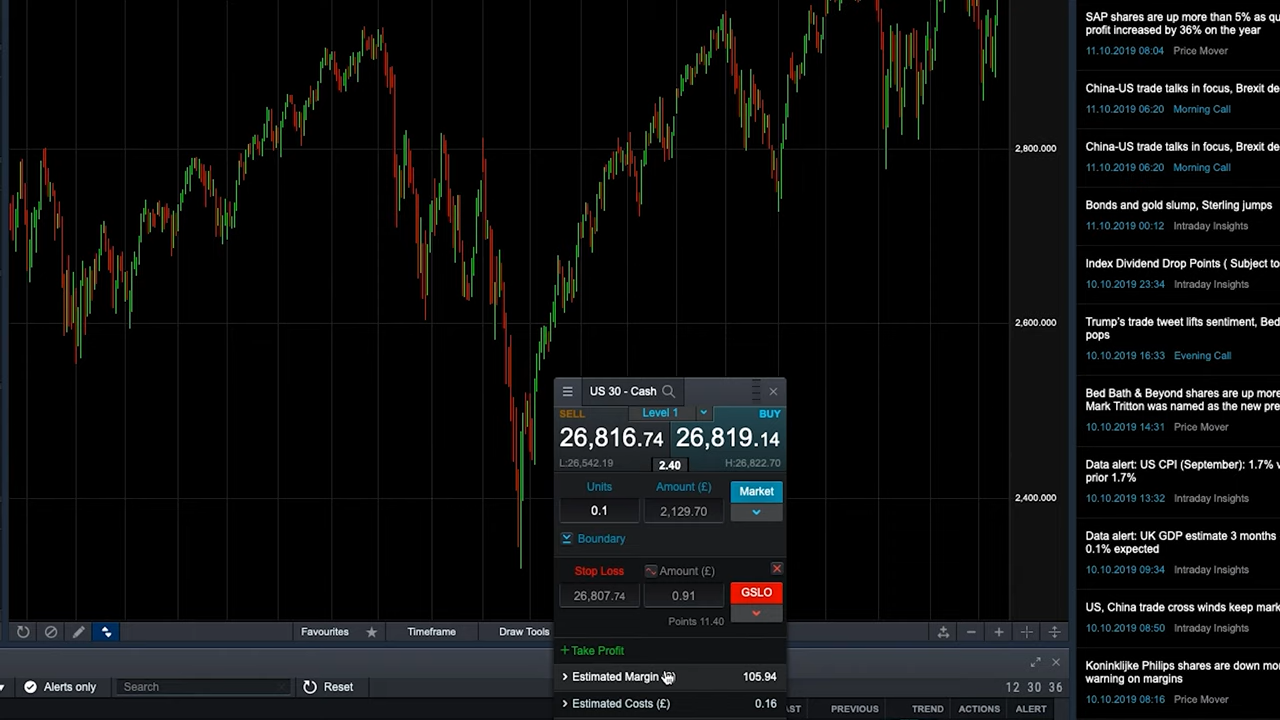 SAP shares are up more than 5% as qu
profit increased by 36% on the year
11.10.2019 08:04 Price Mover
China-US trade talks in focus, Brexit de
11.10.2019 06:20 Morning Call
China-US trade talks in focus, Brexit de
11.10.2019 06:20 Morning Call
Bonds and gold slump, Sterling jumps
11.10.2019 00:12 Intraday Insights
Index Dividend Drop Points ( Subject to
10.10.2019 23:34 Intraday Insights
Trump's trade tweet lifts sentiment, Bed
pops
10.10.2019 16:33 Evening Call
Bed Bath & Beyond shares are up more
Mark Tritton was named as the new pre
10.10.2019 14:31 Price Mover
Data alert: US CPI (September): 1.7% v
prior 1.7%
10.10.2019 13:32 Intraday Insights
Data alert: UK GDP estimate 3 months
0.1% expected
10.10.2019 09:34 Intraday Insights
US, China trade cross winds keep mark
10.10.2019 08:50 Intraday Insights
Koninklijke Philips shares are down mo
warning on margins
10.10.2019 08:16 Price Mover
2,800.000
2,600.000
2,400.000
US 30 - Cash
SELL Level 1 BUY
26,816.74 26,819.14
L:26,542.19 2.40 H:26,822.70
Units Amount (£) Market
0.1 2,129.70
Boundary
Stop Loss Amount (£)
26,807.74 0.91 GSLO
Points 11.40
+ Take Profit
Estimated Margin 105.94
Estimated Costs (£) 0.16
Favourites Timeframe Draw Tools
Alerts only Search Reset
12 30 36
AST PREVIOUS TREND ACTIONS ALERT